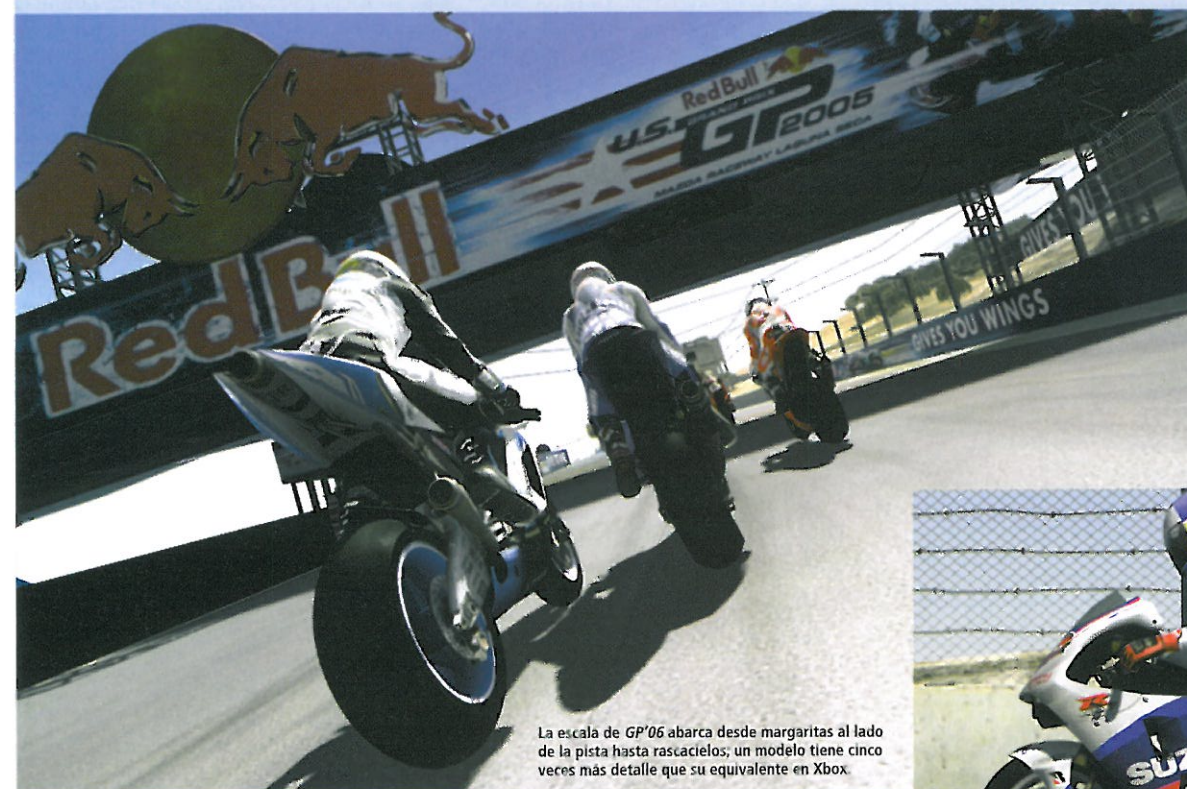 Red Bull
U.S. GRAND PRIX
GP 2005
MAZDA RACEWAY LAGUNA SECA
Red Bull
GIVES YOU
GIVES YOU WINGS
La escala de GP'06 abarca desde margaritas al lado
de la pista hasta rascacielos, un modelo tiene cinco
veces más detalle que su equivalente en Xbox.
SUZ